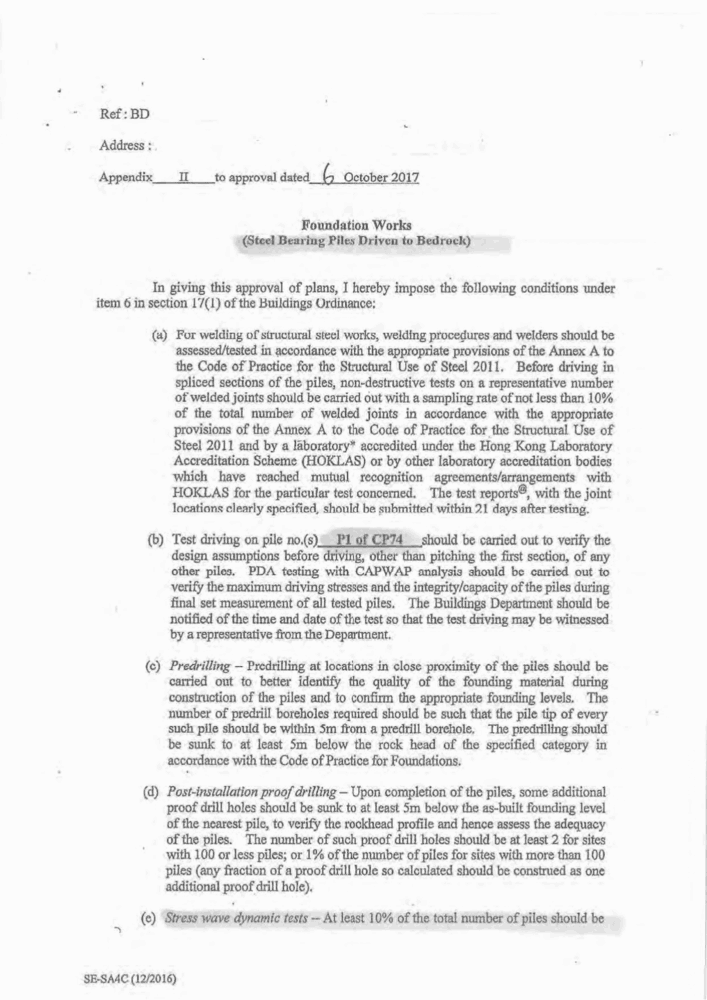 Ref : BD
Address :
Appendix II to approval dated 6 October 2017
Foundation Works
(Steel Bearing Piles Driven to Bedrock)
In giving this approval of plans, I hereby impose the following conditions under
item 6 in section 17(1) of the Buildings Ordinance:
(a) For welding of structural steel works, welding procedures and welders should be
assessed/tested in accordance with the appropriate provisions of the Annex A to
the Code of Practice for the Structural Use of Steel 2011. Before driving in
spliced sections of the piles, non-destructive tests on a representative number
of welded joints should be carried out with a sampling rate of not less than 10%
of the total number of welded joints in accordance with the appropriate
provisions of the Annex A to the Code of Practice for the Structural Use of
Steel 2011 and by a laboratory* accredited under the Hong Kong Laboratory
Accreditation Scheme (HOKLAS) or by other laboratory accreditation bodies
which have reached mutual recognition agreements/arrangements with
HOKLAS for the particular test concerned. The test reports@, with the joint
locations clearly specified, should be submitted within 21 days after testing.
(b) Test driving on pile no.(s) P1 of CP74 should be carried out to verify the
design assumptions before driving, other than pitching the first section, of any
other piles. PDA testing with CAPWAP analysis should be carried out to
verify the maximum driving stresses and the integrity/capacity of the piles during
final set measurement of all tested piles. The Buildings Department should be
notified of the time and date of the test so that the test driving may be witnessed
by a representative from the Department.
(c) Predrilling – Predrilling at locations in close proximity of the piles should be
carried out to better identify the quality of the founding material during
construction of the piles and to confirm the appropriate founding levels. The
number of predrill boreholes required should be such that the pile tip of every
such pile should be within 5m from a predrill borehole. The predrilling should
be sunk to at least 5m below the rock head of the specified category in
accordance with the Code of Practice for Foundations.
(d) Post-installation proof drilling – Upon completion of the piles, some additional
proof drill holes should be sunk to at least 5m below the as-built founding level
of the nearest pile, to verify the rockhead profile and hence assess the adequacy
of the piles. The number of such proof drill holes should be at least 2 for sites
with 100 or less piles; or 1% of the number of piles for sites with more than 100
piles (any fraction of a proof drill hole so calculated should be construed as one
additional proof drill hole).
(e) Stress wave dynamic tests – At least 10% of the total number of piles should be
SE-SA4C (12/2016)